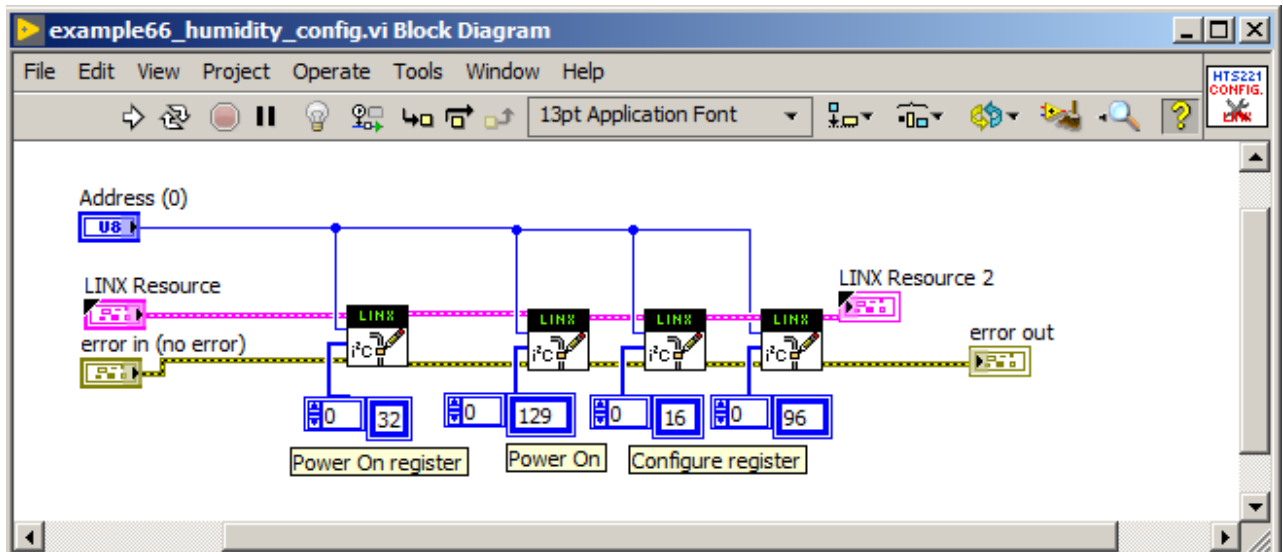 example66_humidity_config.vi Block Diagram
File Edit View Project Operate Tools Window Help
HTS221
CONFIG.
LINX
13pt Application Font
Address (0)
U8
LINX Resource
LINX Resource 2
LINX LINX LINX LINX
error in (no error)
error out
i²C i²C i²C i²C
0 32 0 129 0 16 0 96
Power On register Power On Configure register